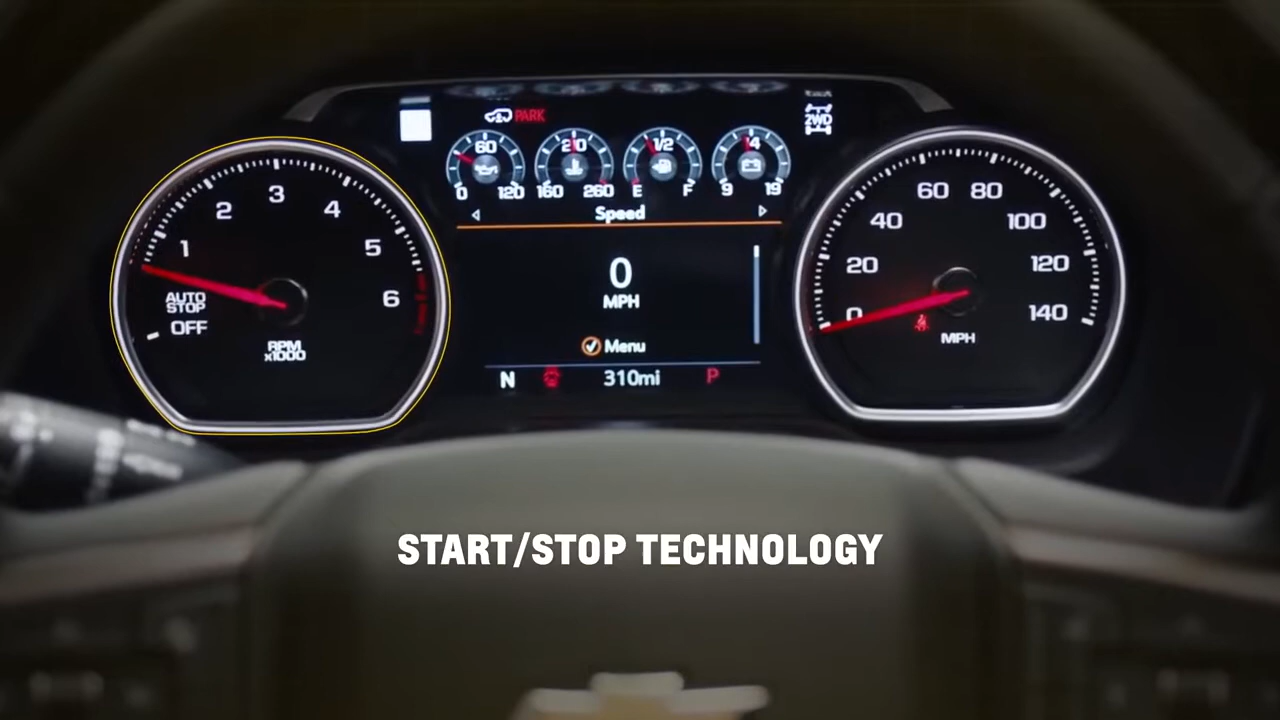 PARK
2WD
60
0 120
210
160 260
1/2
E F
14
9 19
Speed
0
MPH
Menu
N 310mi P
1 2 3 4 5 6
AUTO
STOP
OFF
RPM
x1000
0 20 40 60 80 100 120 140
MPH
START/STOP TECHNOLOGY